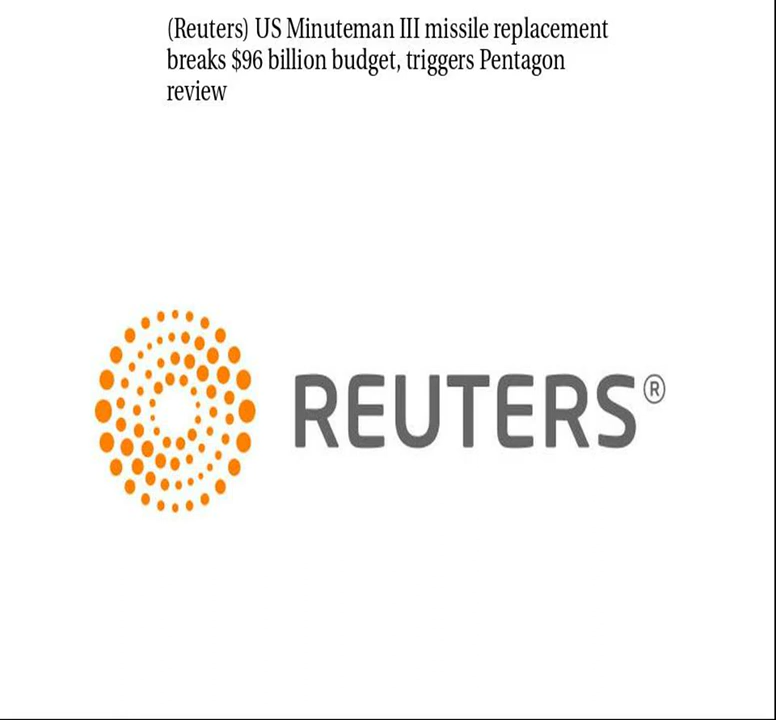 (Reuters) US Minuteman III missile replacement
breaks $96 billion budget, triggers Pentagon
review
REUTERS®